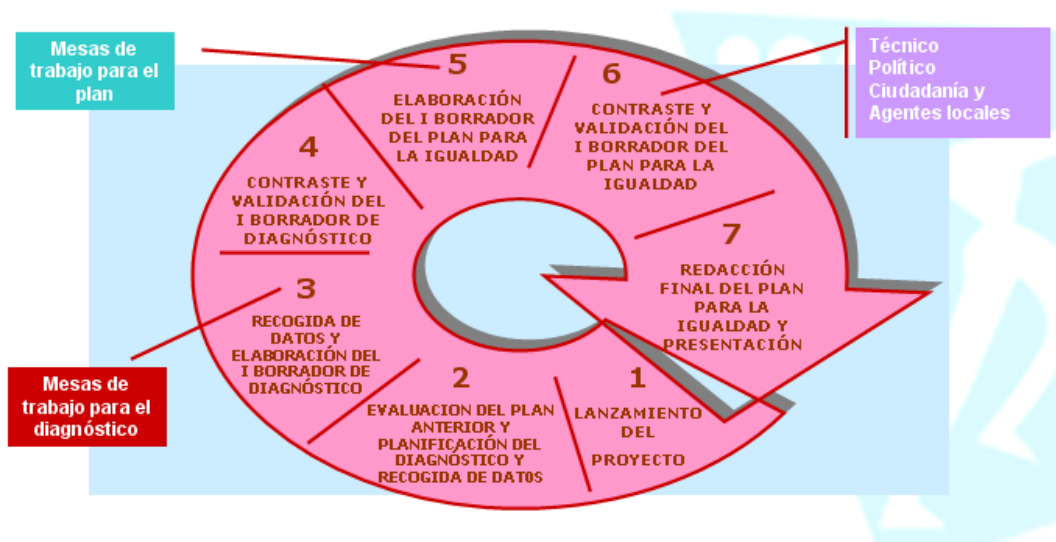 Mesas de
trabajo para el
plan
Técnico
Político
Ciudadanía y
Agentes locales
5
ELABORACIÓN
DEL I BORRADOR
DEL PLAN PARA
LA IGUALDAD
6
CONTRASTE Y
VALIDACIÓN DEL
I BORRADOR DEL
PLAN PARA LA
IGUALDAD
4
CONTRASTE Y
VALIDACIÓN DEL
I BORRADOR DE
DIAGNÓSTICO
7
REDACCIÓN
FINAL DEL PLAN
PARA LA
IGUALDAD Y
PRESENTACIÓN
3
RECOGIDA DE
DATOS Y
ELABORACIÓN DEL
I BORRADOR DE
DIAGNÓSTICO
Mesas de
trabajo para el
diagnóstico
2
EVALUACION DEL PLAN
ANTERIOR Y
PLANIFICACIÓN DEL
DIAGNÓSTICO Y
RECOGIDA DE DAT0S
1
LANZAMIENTO
DEL
PROYECTO